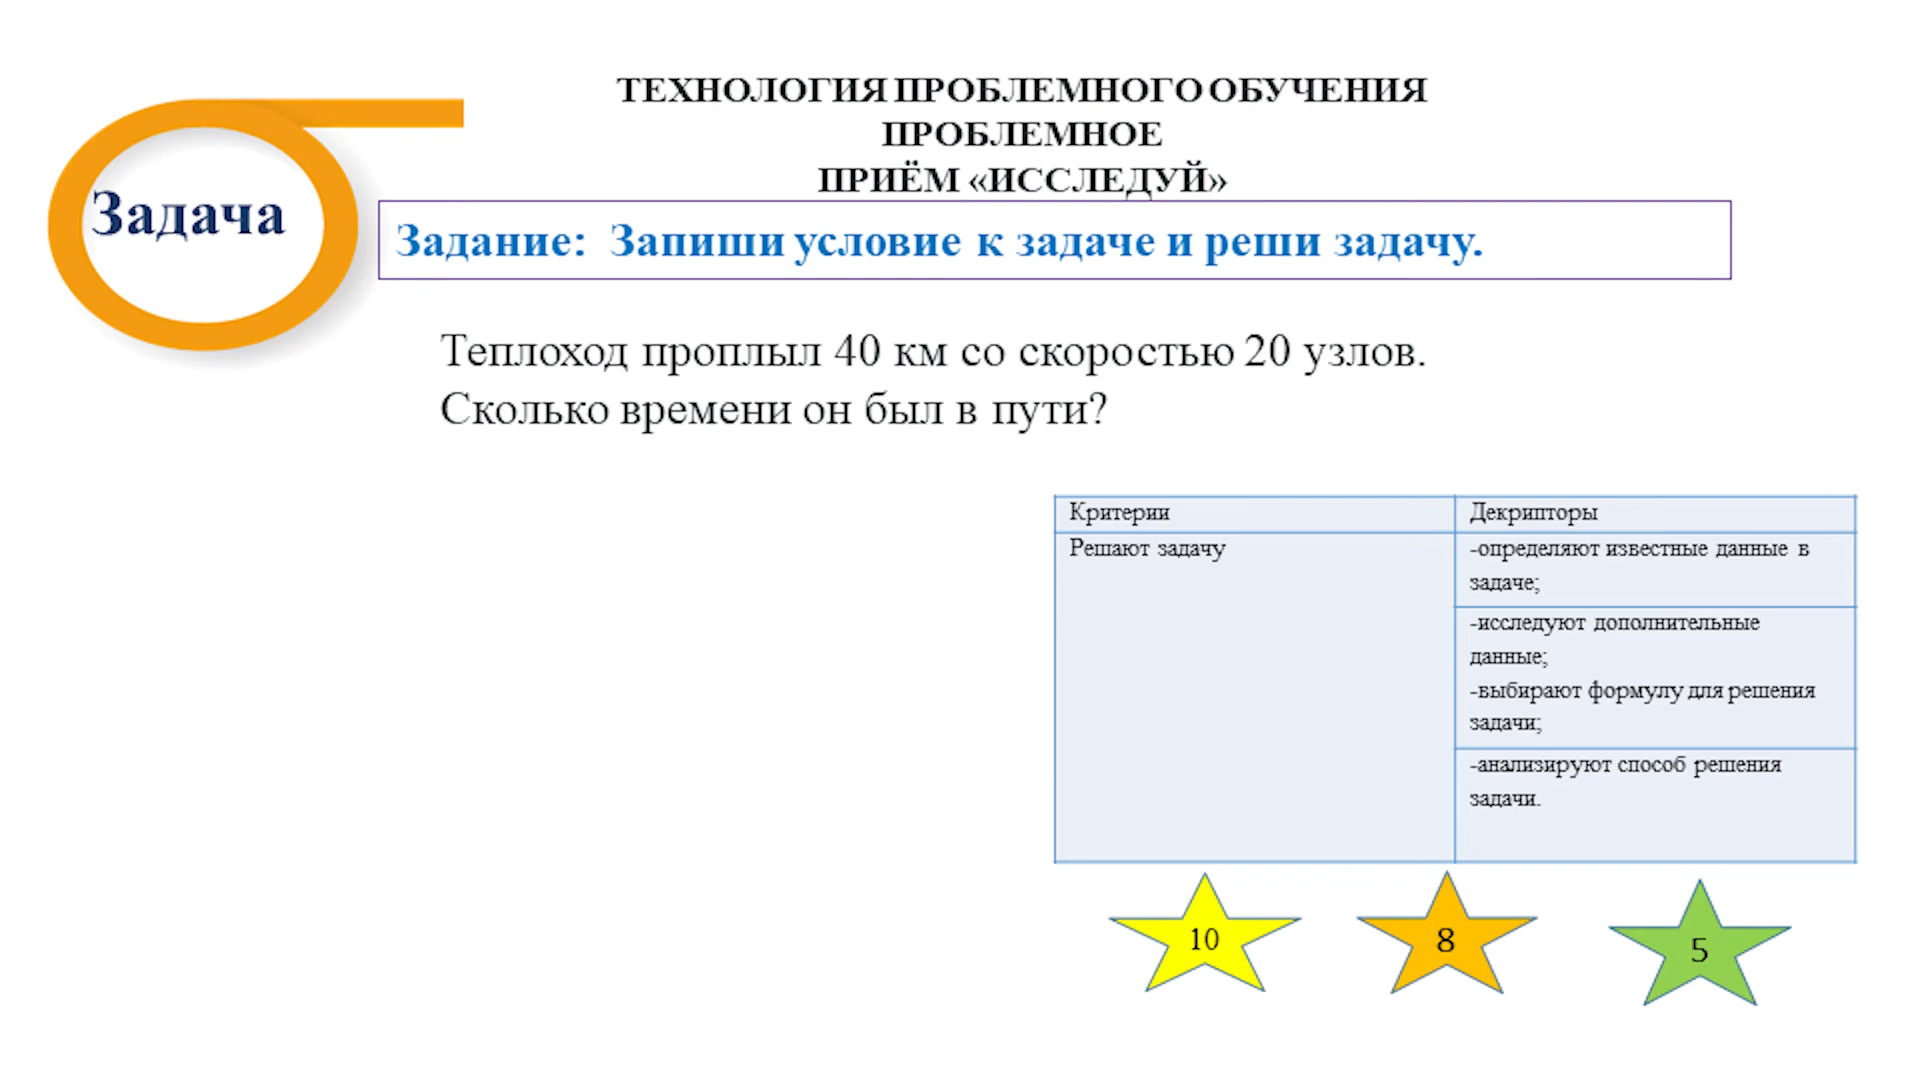 ТЕХНОЛОГИЯ ПРОБЛЕМНОГО ОБУЧЕНИЯ
ПРОБЛЕМНОЕ
ПРИЁМ «ИССЛЕДУЙ»
Задача
Задание: Запиши условие к задаче и реши задачу.
Теплоход проплыл 40 км со скоростью 20 узлов.
Сколько времени он был в пути?
Критерии
Декрипторы
Решают задачу
-определяют известные данные в
задаче;
-исследуют дополнительные
данные;
-выбирают формулу для решения
задачи;
-анализируют способ решения
задачи.
10
8
5